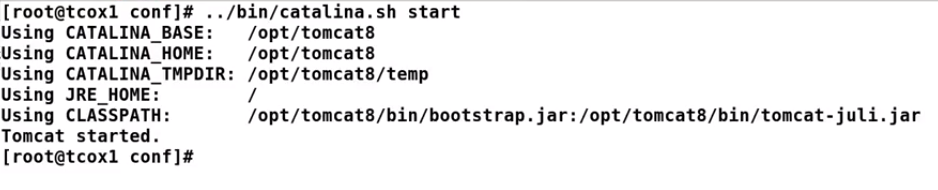 [root@tcox1 conf]# ../bin/catalina.sh start
Using CATALINA_BASE:   /opt/tomcat8
Using CATALINA_HOME:   /opt/tomcat8
Using CATALINA_TMPDIR: /opt/tomcat8/temp
Using JRE_HOME:        /
Using CLASSPATH:       /opt/tomcat8/bin/bootstrap.jar:/opt/tomcat8/bin/tomcat-juli.jar
Tomcat started.
[root@tcox1 conf]#